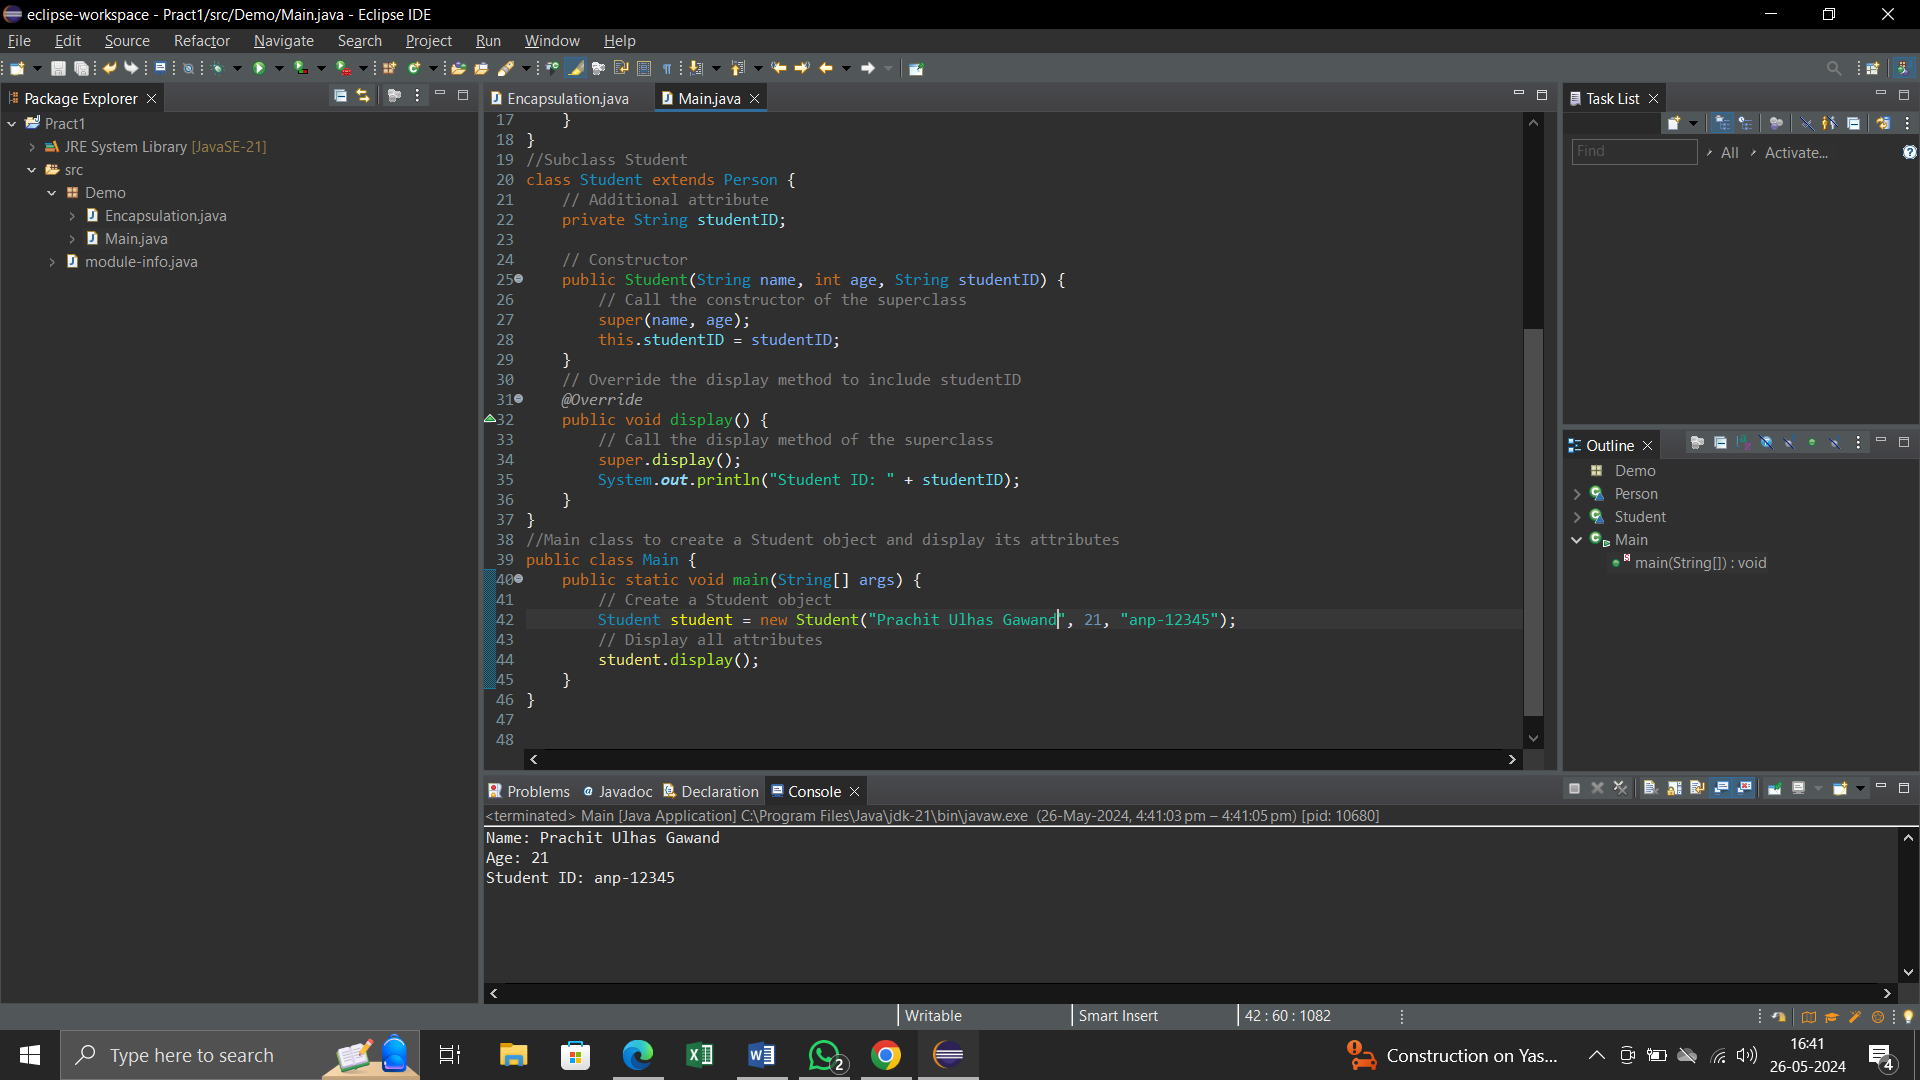 eclipse-workspace - Pract1/src/Demo/Main.java - Eclipse IDE
File Edit Source Refactor Navigate Search Project Run Window Help
Package Explorer
Pract1
JRE System Library [JavaSE-21]
src
Demo
Encapsulation.java
Main.java
module-info.java
Encapsulation.java Main.java
17 }
18 }
19 //Subclass Student
20 class Student extends Person {
21 // Additional attribute
22 private String studentID;
23
24 // Constructor
25 public Student(String name, int age, String studentID) {
26 // Call the constructor of the superclass
27 super(name, age);
28 this.studentID = studentID;
29 }
30 // Override the display method to include studentID
31 @Override
32 public void display() {
33 // Call the display method of the superclass
34 super.display();
35 System.out.println("Student ID: " + studentID);
36 }
37 }
38 //Main class to create a Student object and display its attributes
39 public class Main {
40 public static void main(String[] args) {
41 // Create a Student object
42 Student student = new Student("Prachit Ulhas Gawand", 21, "anp-12345");
43 // Display all attributes
44 student.display();
45 }
46 }
47
48
Task List
Find All Activate...
Outline
Demo
Person
Student
Main
main(String[]) : void
Problems Javadoc Declaration Console
<terminated> Main [Java Application] C:\Program Files\Java\jdk-21\bin\javaw.exe (26-May-2024, 4:41:03 pm – 4:41:05 pm) [pid: 10680]
Name: Prachit Ulhas Gawand
Age: 21
Student ID: anp-12345
Writable Smart Insert 42 : 60 : 1082
Type here to search
2
Construction on Yas...
16:41
26-05-2024
4